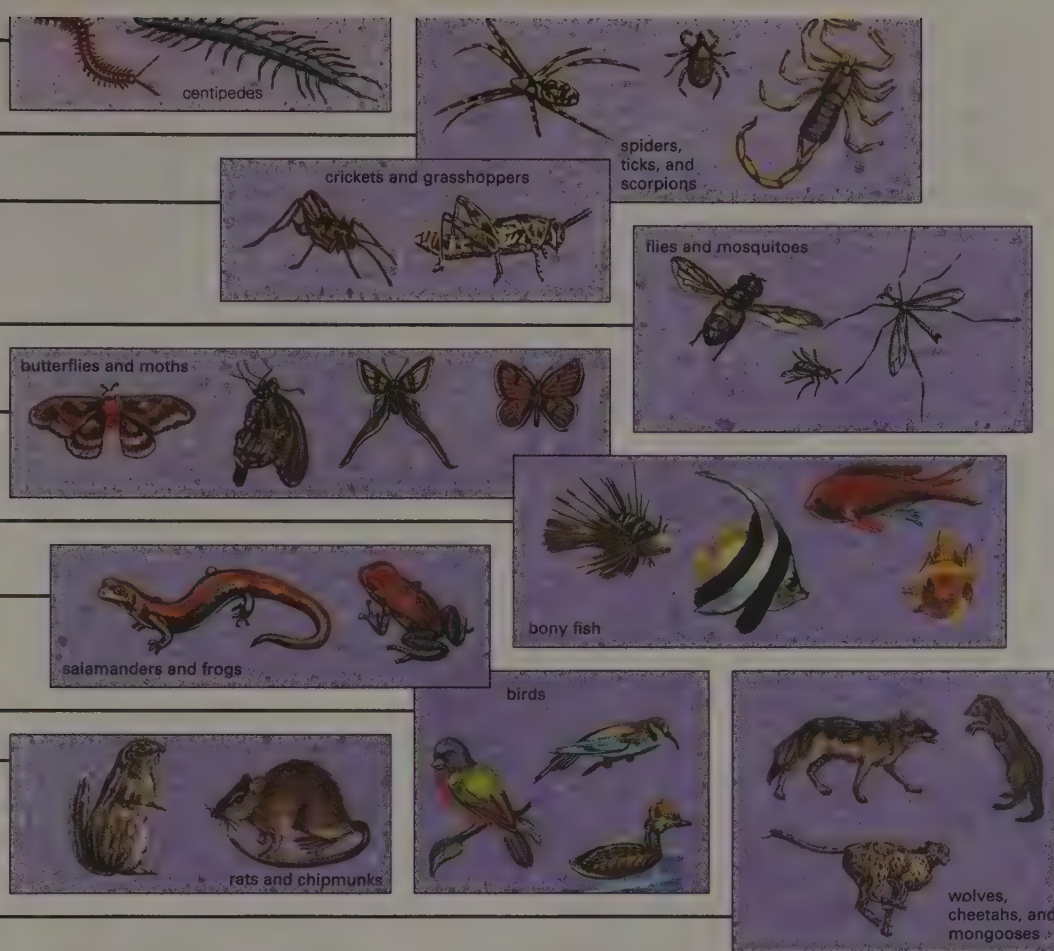 centipedes
spiders,
ticks, and
scorpions
crickets and grasshoppers
flies and mosquitoes
butterflies and moths
bony fish
salamanders and frogs
birds
rats and chipmunks
wolves,
cheetahs, and
mongooses